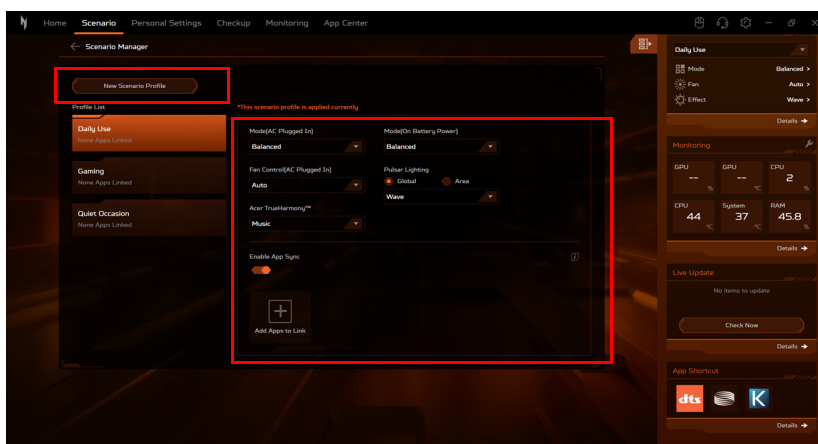 Home Scenario Personal Settings Checkup Monitoring App Center
Scenario Manager
New Scenario Profile
Profile List
Daily Use
None Apps Linked
Gaming
None Apps Linked
Quiet Occasion
None Apps Linked
*This scenario profile is applied currently
Mode(AC Plugged In) Mode(On Battery Power)
Balanced Balanced
Fan Control(AC Plugged In) Pulsar Lighting
Auto Global Area
Wave
Acer TrueHarmony™
Music
Enable App Sync
Add Apps to Link
Daily Use
Mode Balanced >
Fan Auto >
Effect Wave >
Details →
Monitoring
GPU GPU CPU
-- % -- °C 2 %
CPU System RAM
44 °C 37 °C 45.8 %
Details →
Live Update
No items to update
Check Now
Details →
App Shortcut
dts K
Details →